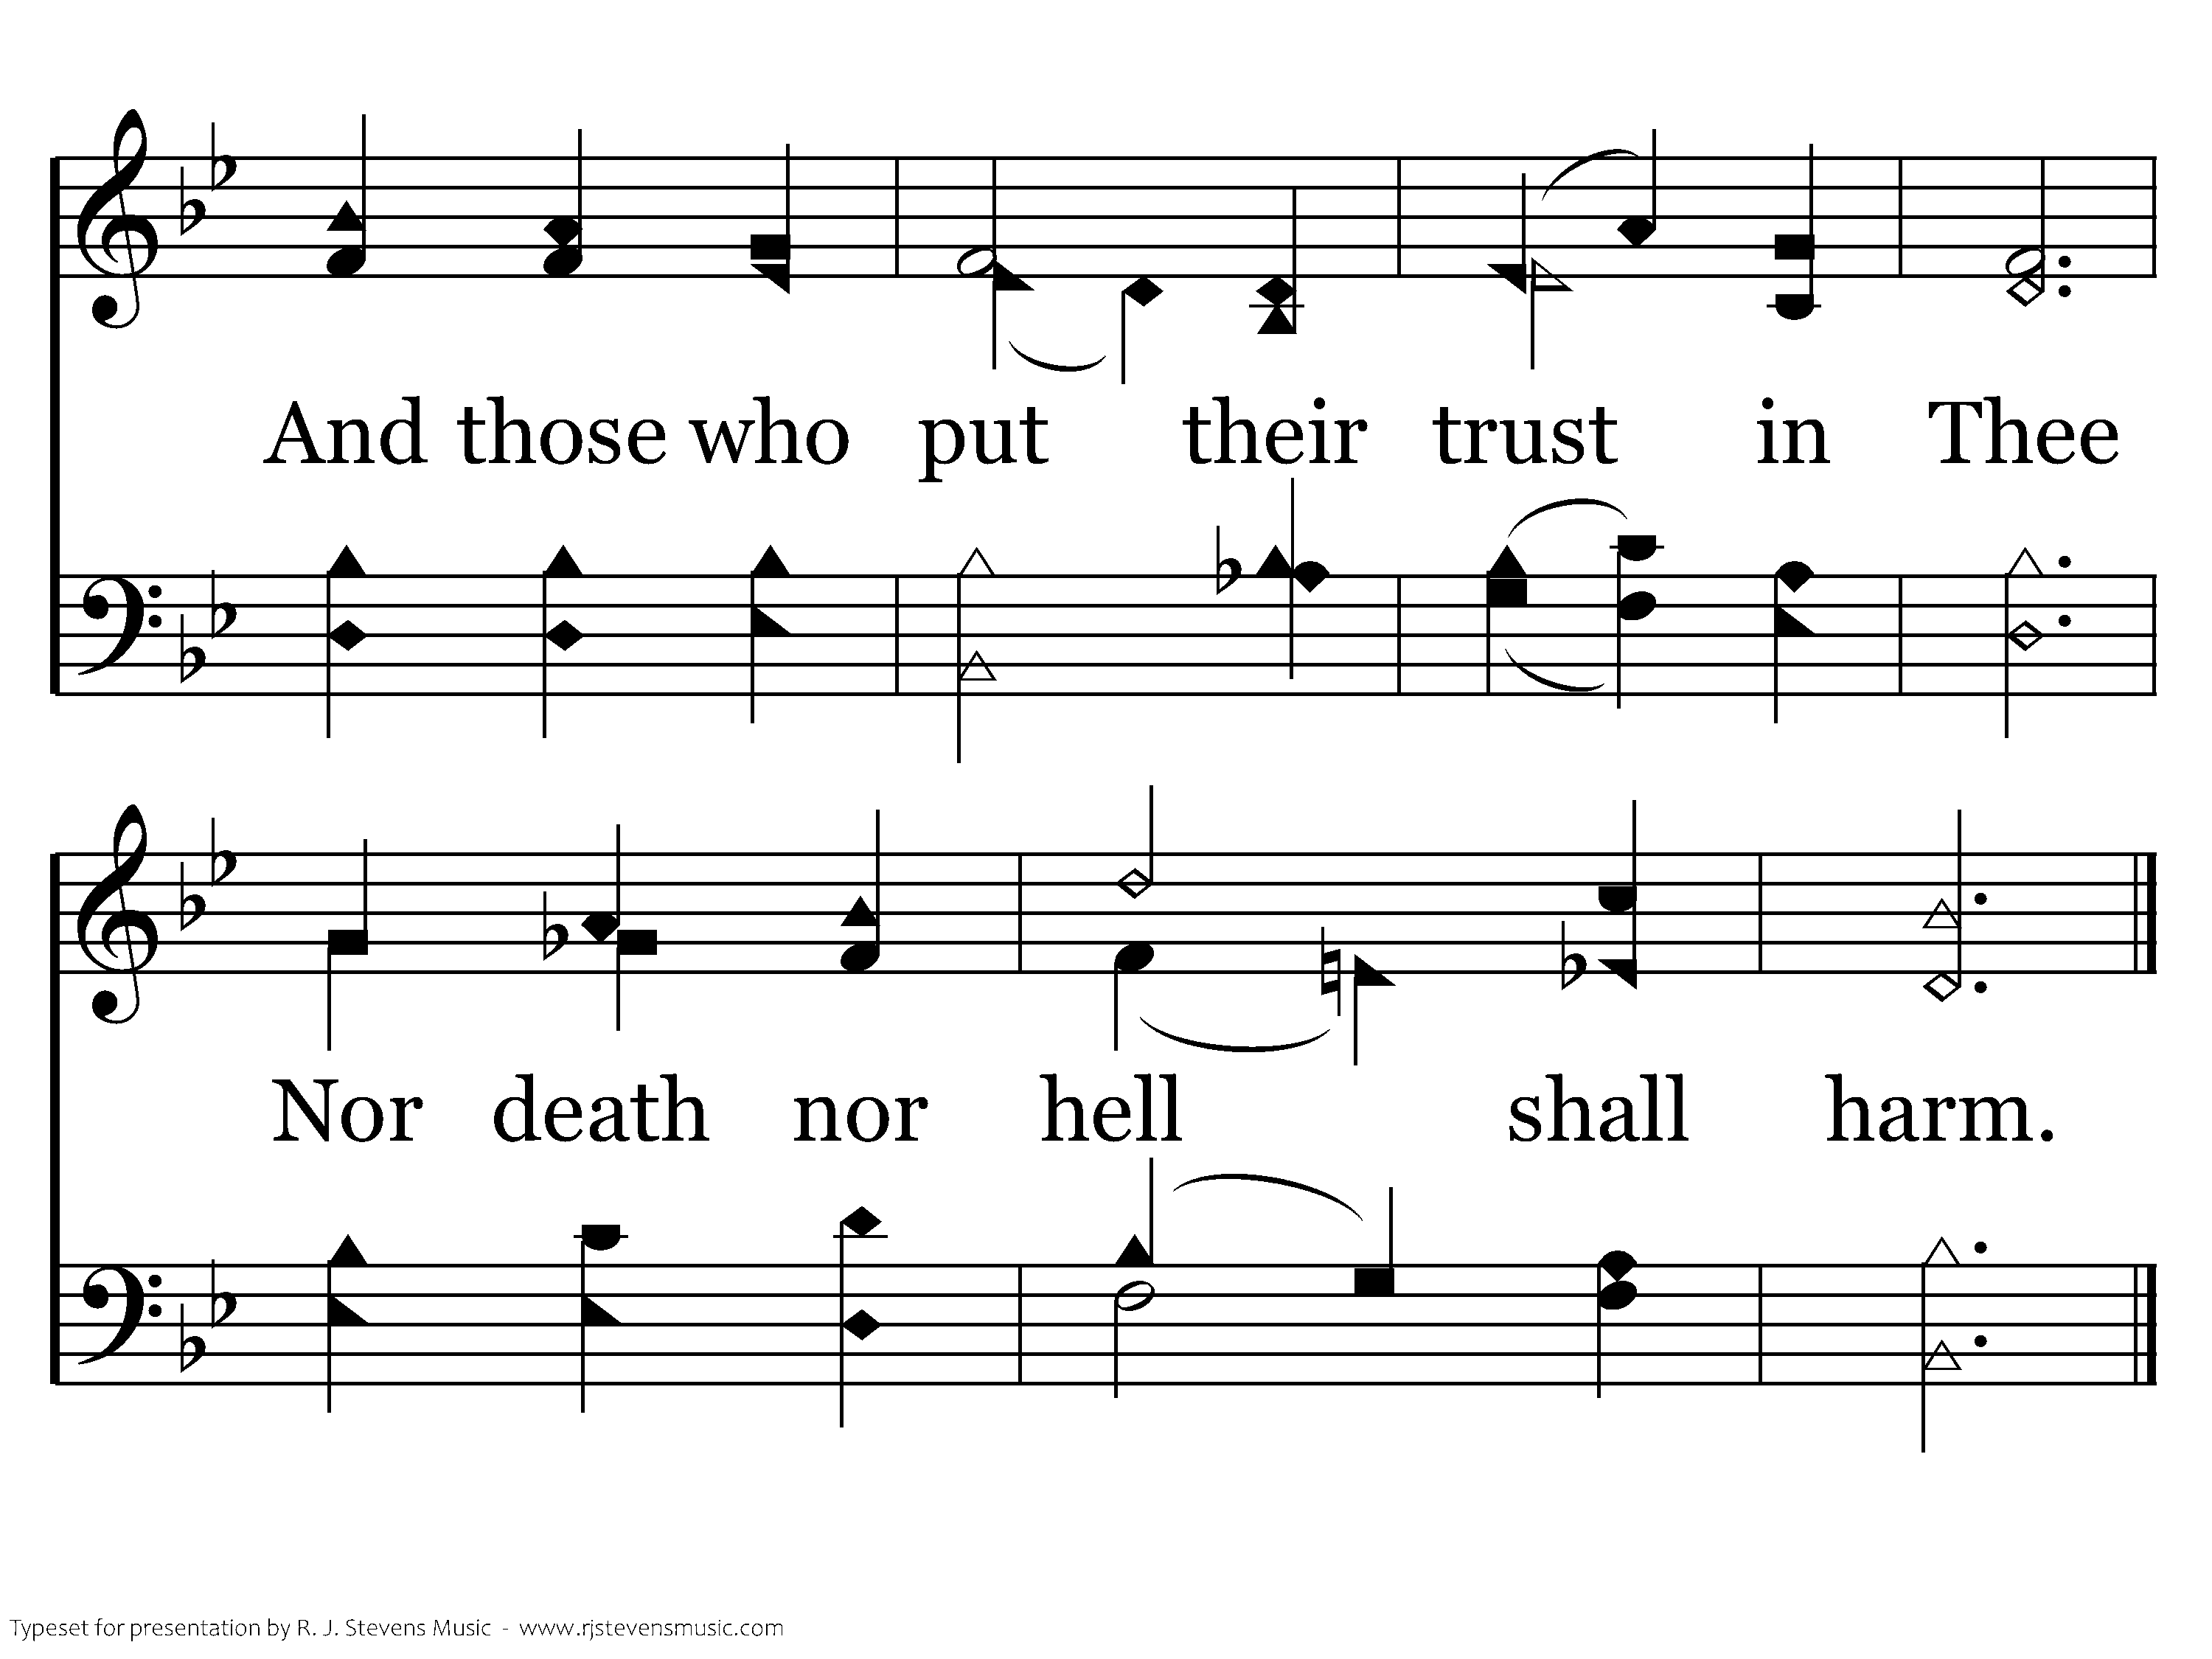 And those who put their trust in Thee
Nor death nor hell shall harm.
Typeset for presentation by R. J. Stevens Music - www.rjstevensmusic.com